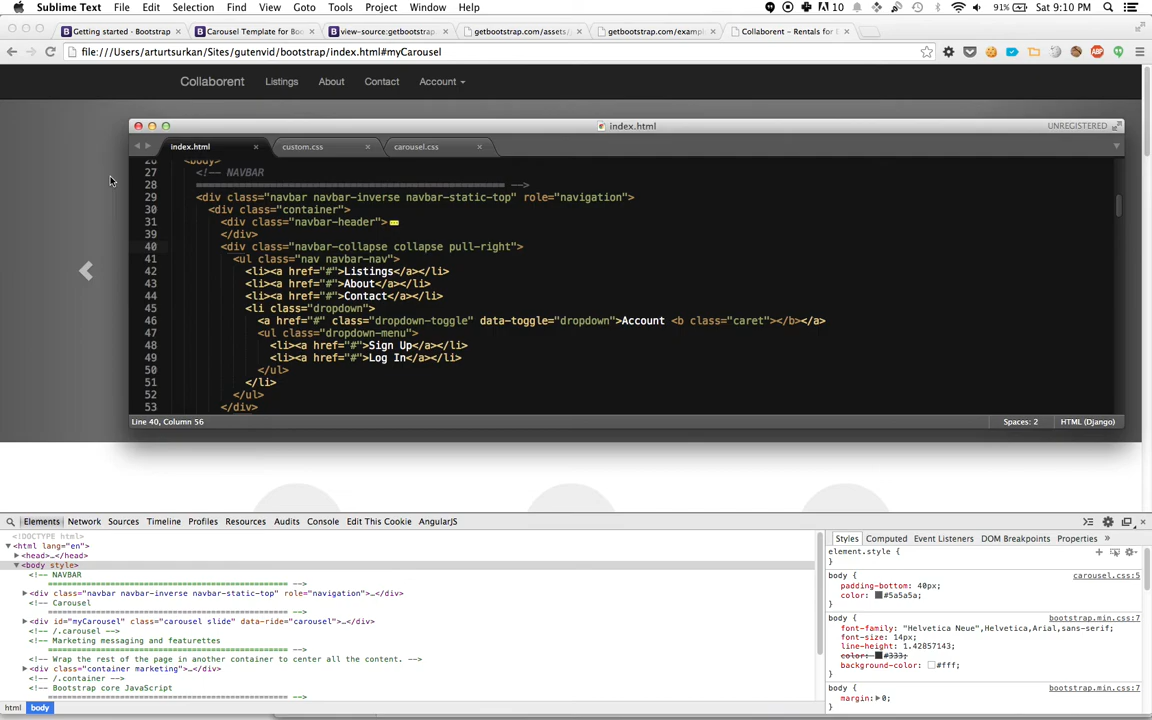 Sublime Text File Edit Selection Find View Goto Tools Project Window Help 10 91% Sat 9:10 PM
Getting started · Bootstrap × Carousel Template for Boo × view-source:getbootstrap × getbootstrap.com/assets/ × getbootstrap.com/exampl × Collaborent – Rentals for E ×
file:///Users/arturtsurkan/Sites/gutenvid/bootstrap/index.html#myCarousel
Collaborent Listings About Contact Account
index.html UNREGISTERED
index.html × custom.css × carousel.css ×
26 <body>
27 <!-- NAVBAR
28 ================================================== -->
29 <div class="navbar navbar-inverse navbar-static-top" role="navigation">
30 <div class="container">
31 <div class="navbar-header">
39 </div>
40 <div class="navbar-collapse collapse pull-right">
41 <ul class="nav navbar-nav">
42 <li><a href="#">Listings</a></li>
43 <li><a href="#">About</a></li>
44 <li><a href="#">Contact</a></li>
45 <li class="dropdown">
46 <a href="#" class="dropdown-toggle" data-toggle="dropdown">Account <b class="caret"></b></a>
47 <ul class="dropdown-menu">
48 <li><a href="#">Sign Up</a></li>
49 <li><a href="#">Log In</a></li>
50 </ul>
51 </li>
52 </ul>
53 </div>
Line 40, Column 56 Spaces: 2 HTML (Django)
Elements Network Sources Timeline Profiles Resources Audits Console Edit This Cookie AngularJS
<!DOCTYPE html>
<html lang="en">
<head>…</head>
<body style>
<!-- NAVBAR
================================================== -->
<div class="navbar navbar-inverse navbar-static-top" role="navigation">…</div>
<!-- Carousel
================================================== -->
<div id="myCarousel" class="carousel slide" data-ride="carousel">…</div>
<!-- /.carousel -->
<!-- Marketing messaging and featurettes
================================================== -->
<!-- Wrap the rest of the page in another container to center all the content. -->
<div class="container marketing">…</div>
<!-- /.container -->
<!-- Bootstrap core JavaScript
================================================== -->
html body
Styles Computed Event Listeners DOM Breakpoints Properties »
element.style {
}
body { carousel.css:5
padding-bottom: 40px;
color: #5a5a5a;
}
body { bootstrap.min.css:7
font-family: "Helvetica Neue",Helvetica,Arial,sans-serif;
font-size: 14px;
line-height: 1.42857143;
color: #333;
background-color: #fff;
}
body { bootstrap.min.css:7
margin: 0;